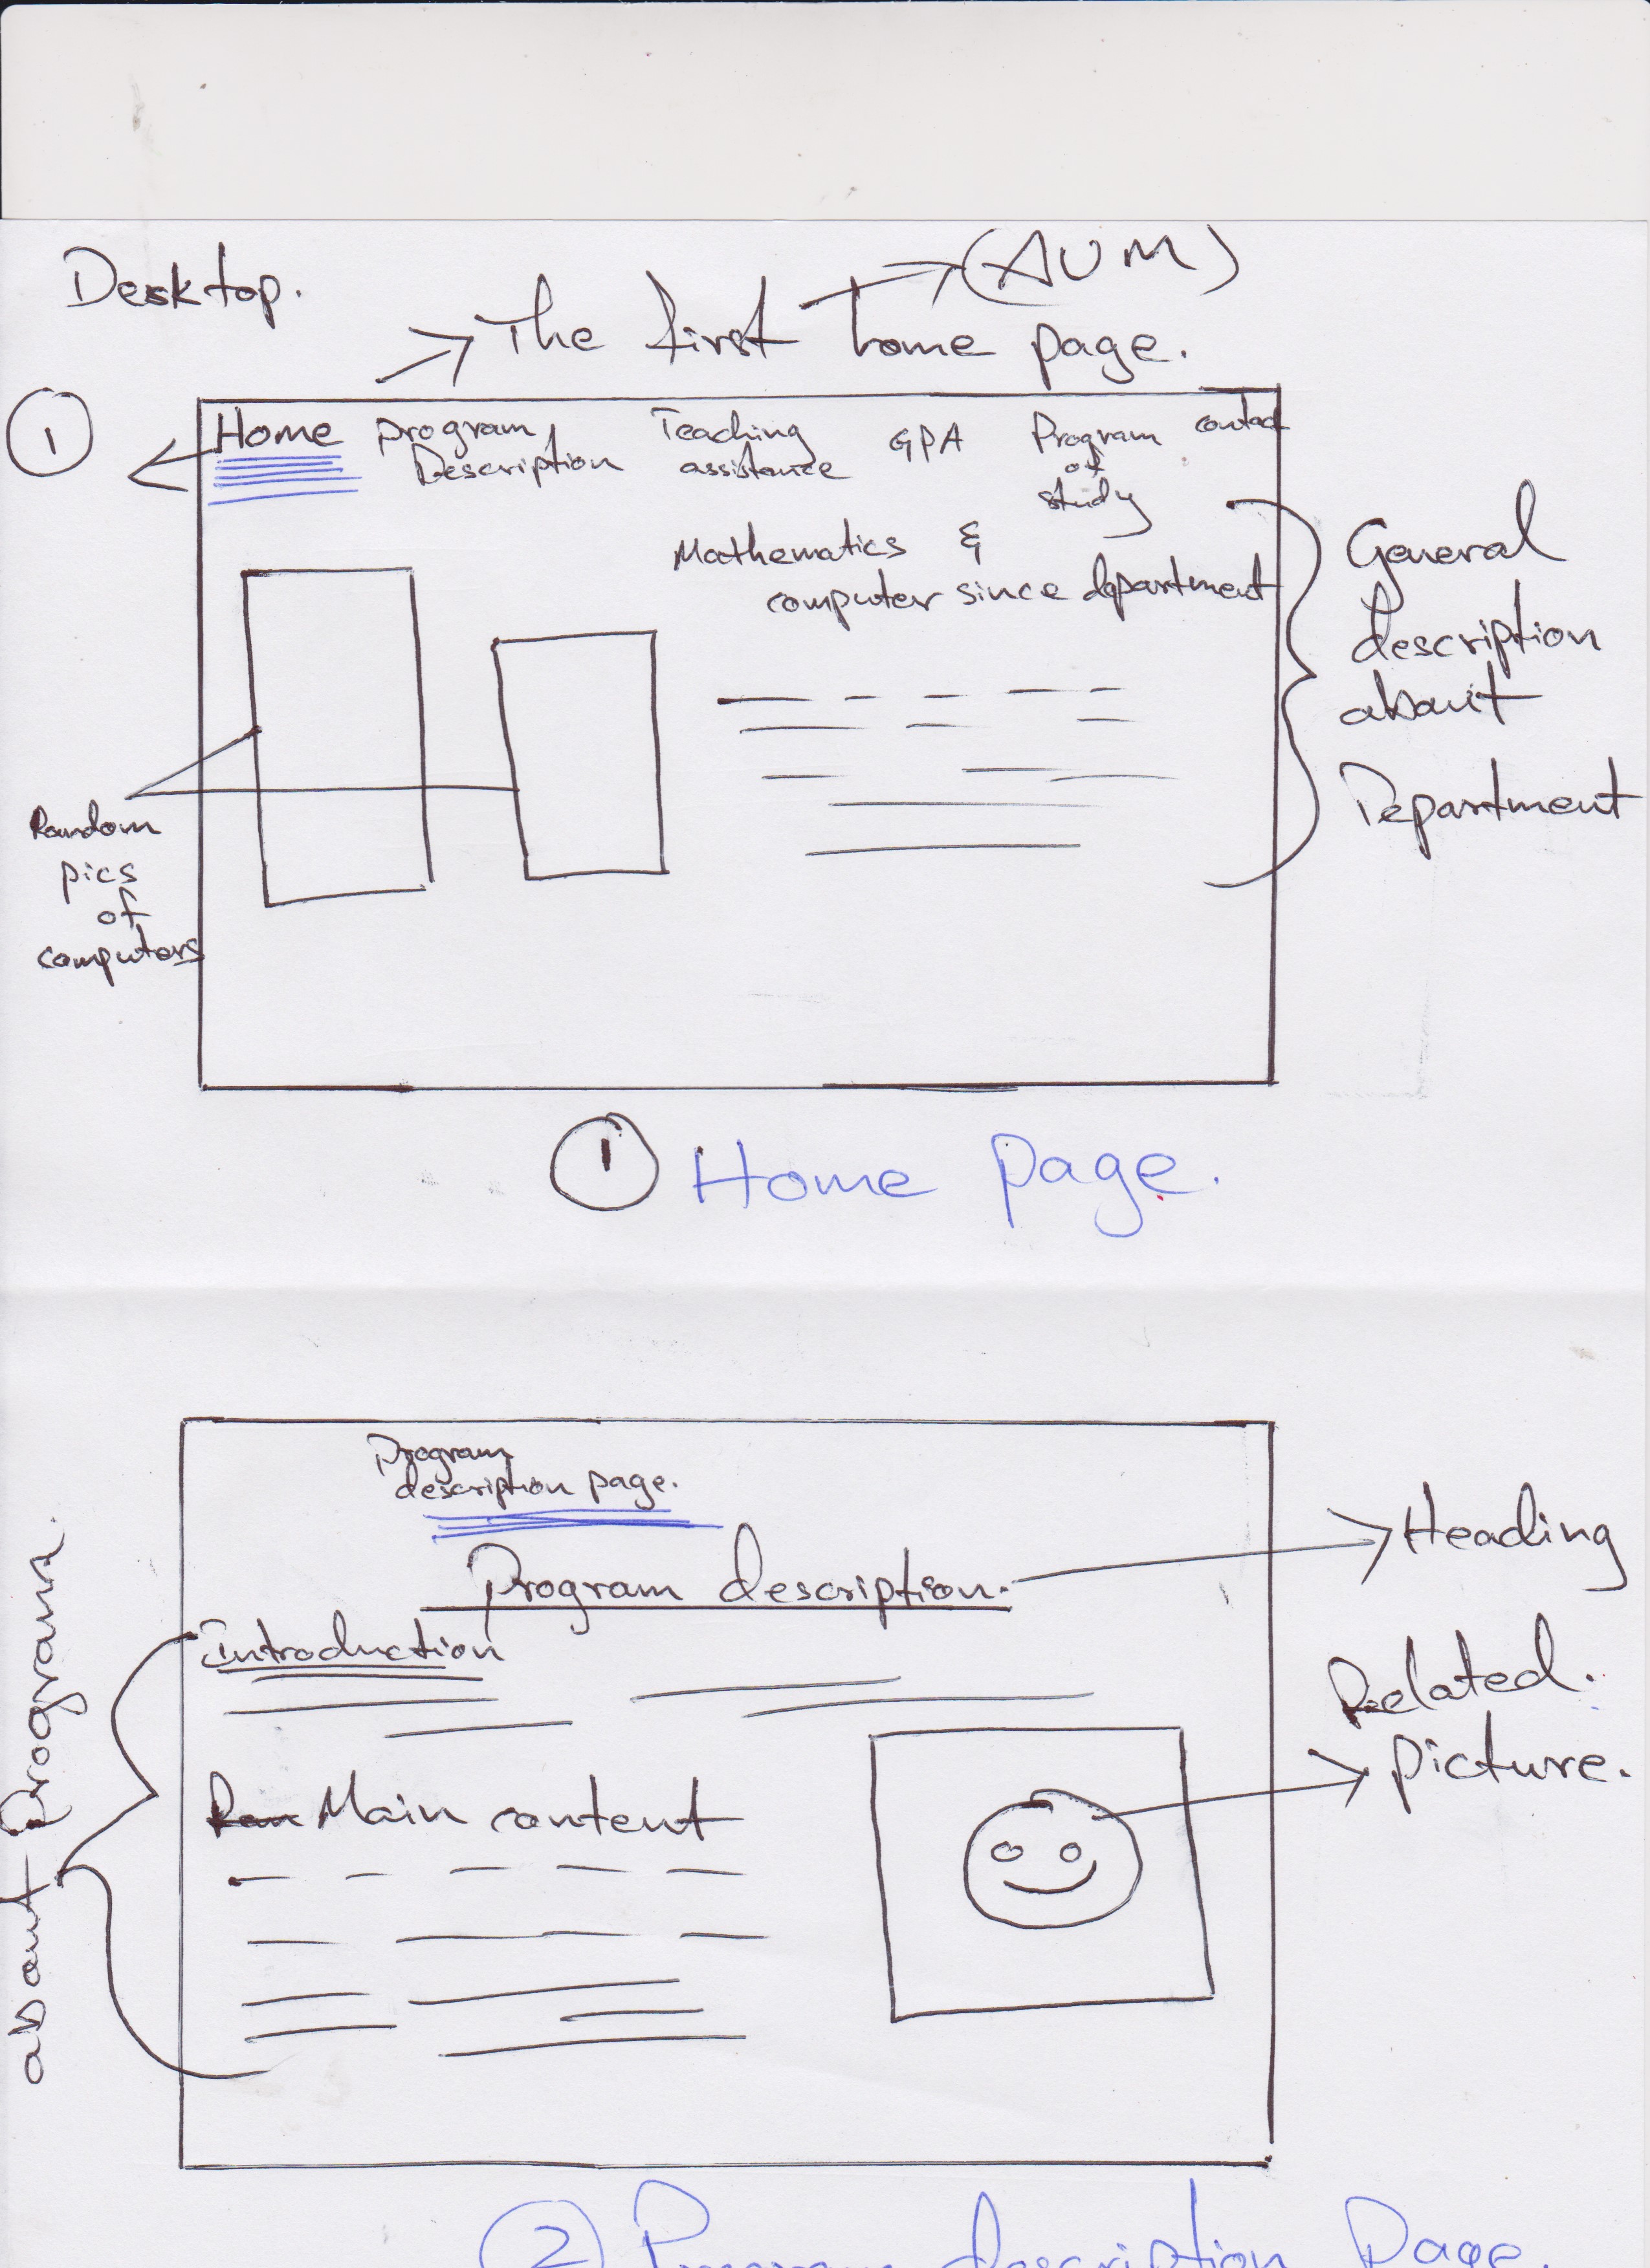 Desktop.
(AUM)
The first home page.
1
Home program Teaching GPA Program contact
Description assistance of
study
Mathematics &
computer since department
General
description
about
Department
Random
pics
of
computers
1 Home page.
Program
description page.
Program description.
Heading
Introduction
Related.
picture.
Main content
about Program.
2 Program description Page.